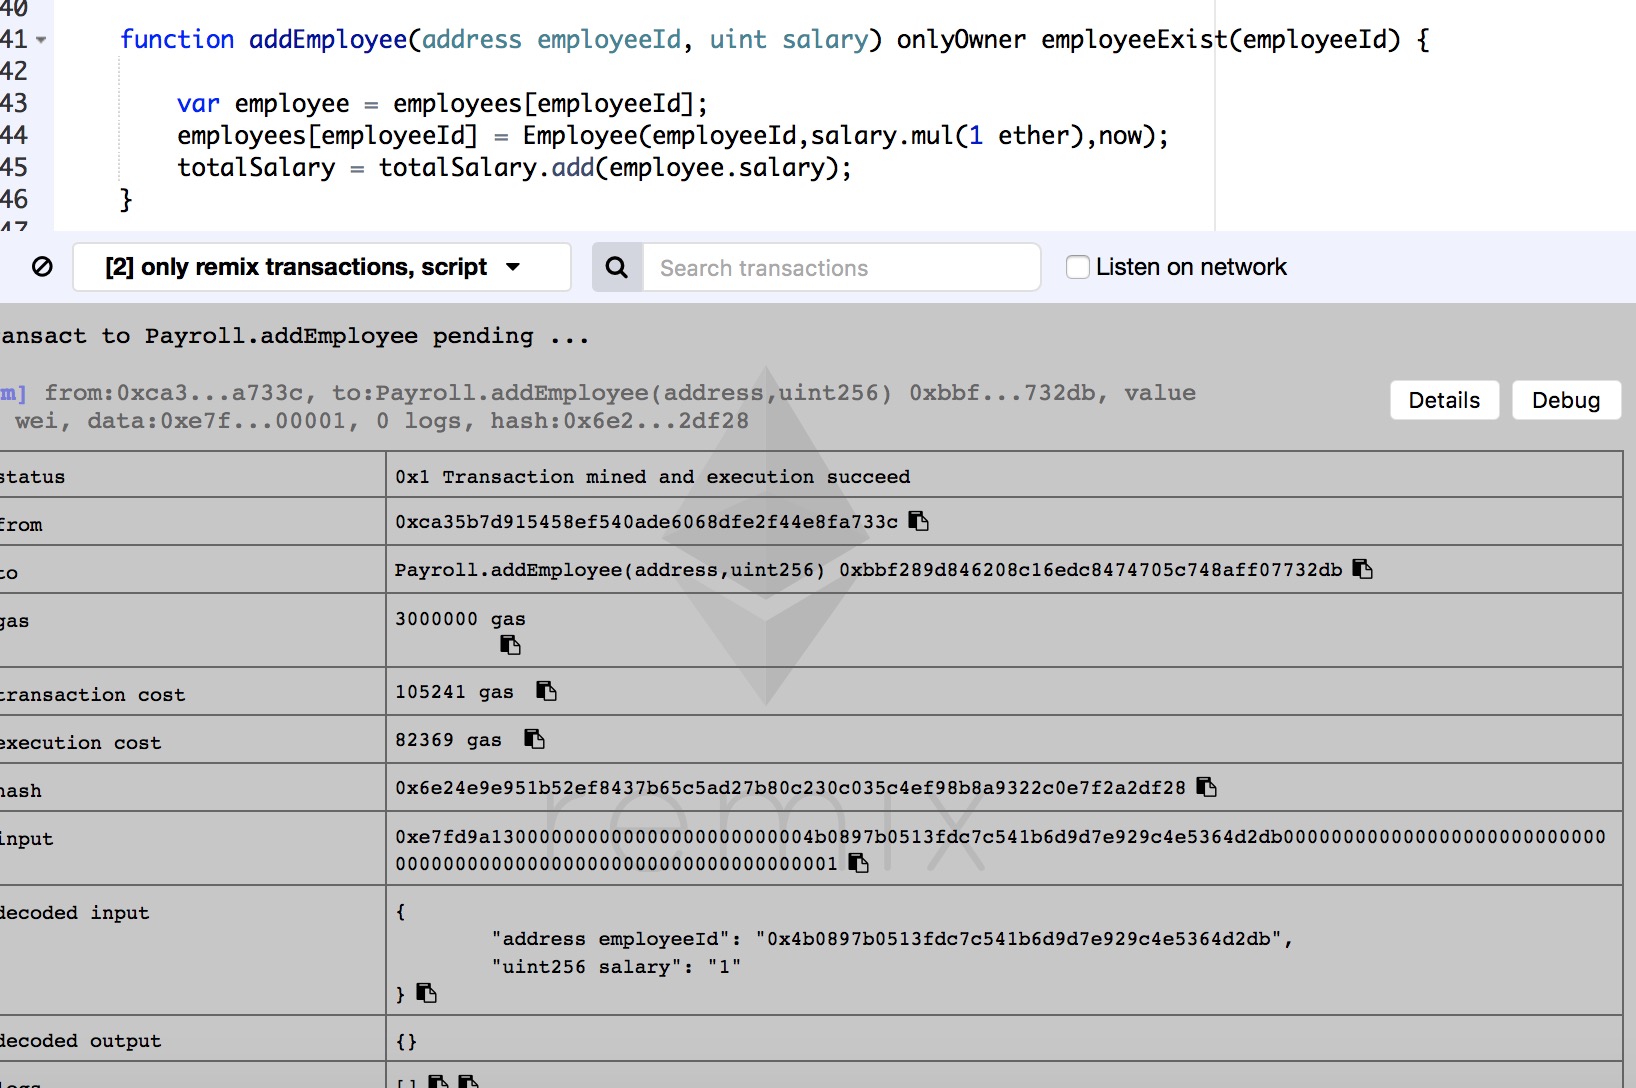 40
41 function addEmployee(address employeeId, uint salary) onlyOwner employeeExist(employeeId) {
42
43 var employee = employees[employeeId];
44 employees[employeeId] = Employee(employeeId,salary.mul(1 ether),now);
45 totalSalary = totalSalary.add(employee.salary);
46 }
47
[2] only remix transactions, script Search transactions Listen on network
ansact to Payroll.addEmployee pending ...
m] from:0xca3...a733c, to:Payroll.addEmployee(address,uint256) 0xbbf...732db, value
wei, data:0xe7f...00001, 0 logs, hash:0x6e2...2df28
Details Debug
status 0x1 Transaction mined and execution succeed
from 0xca35b7d915458ef540ade6068dfe2f44e8fa733c
to Payroll.addEmployee(address,uint256) 0xbbf289d846208c16edc8474705c748aff07732db
gas 3000000 gas
transaction cost 105241 gas
execution cost 82369 gas
hash 0x6e24e9e951b52ef8437b65c5ad27b80c230c035c4ef98b8a9322c0e7f2a2df28
input 0xe7fd9a130000000000000000000000004b0897b0513fdc7c541b6d9d7e929c4e5364d2db000000000000000000000000000
0000000000000000000000000000000000001
decoded input {
"address employeeId": "0x4b0897b0513fdc7c541b6d9d7e929c4e5364d2db",
"uint256 salary": "1"
}
decoded output {}
logs []
remix